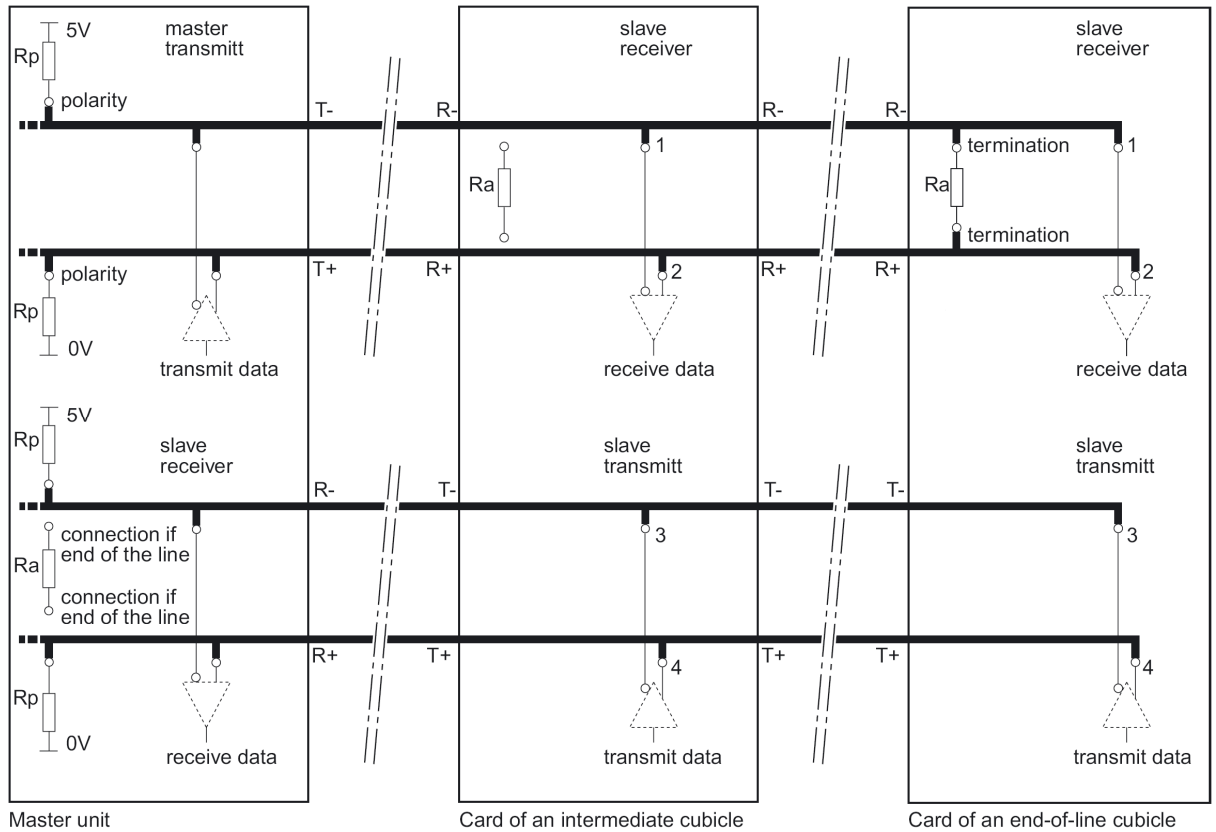 5V
master
transmitt
slave
receiver
slave
receiver
Rp
polarity
T-
R-
R-
R-
1
termination
1
Ra
Ra
termination
polarity
T+
R+
2
R+
R+
2
Rp
0V
transmit data
receive data
receive data
5V
Rp
slave
receiver
slave
transmitt
slave
transmitt
R-
T-
T-
T-
connection if
end of the line
3
3
Ra
connection if
end of the line
R+
T+
4
T+
T+
4
Rp
0V
receive data
transmit data
transmit data
Master unit
Card of an intermediate cubicle
Card of an end-of-line cubicle